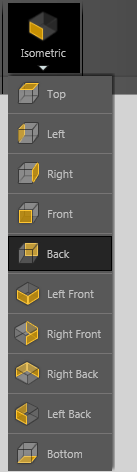 Isometric
Top
Left
Right
Front
Back
Left Front
Right Front
Right Back
Left Back
Bottom